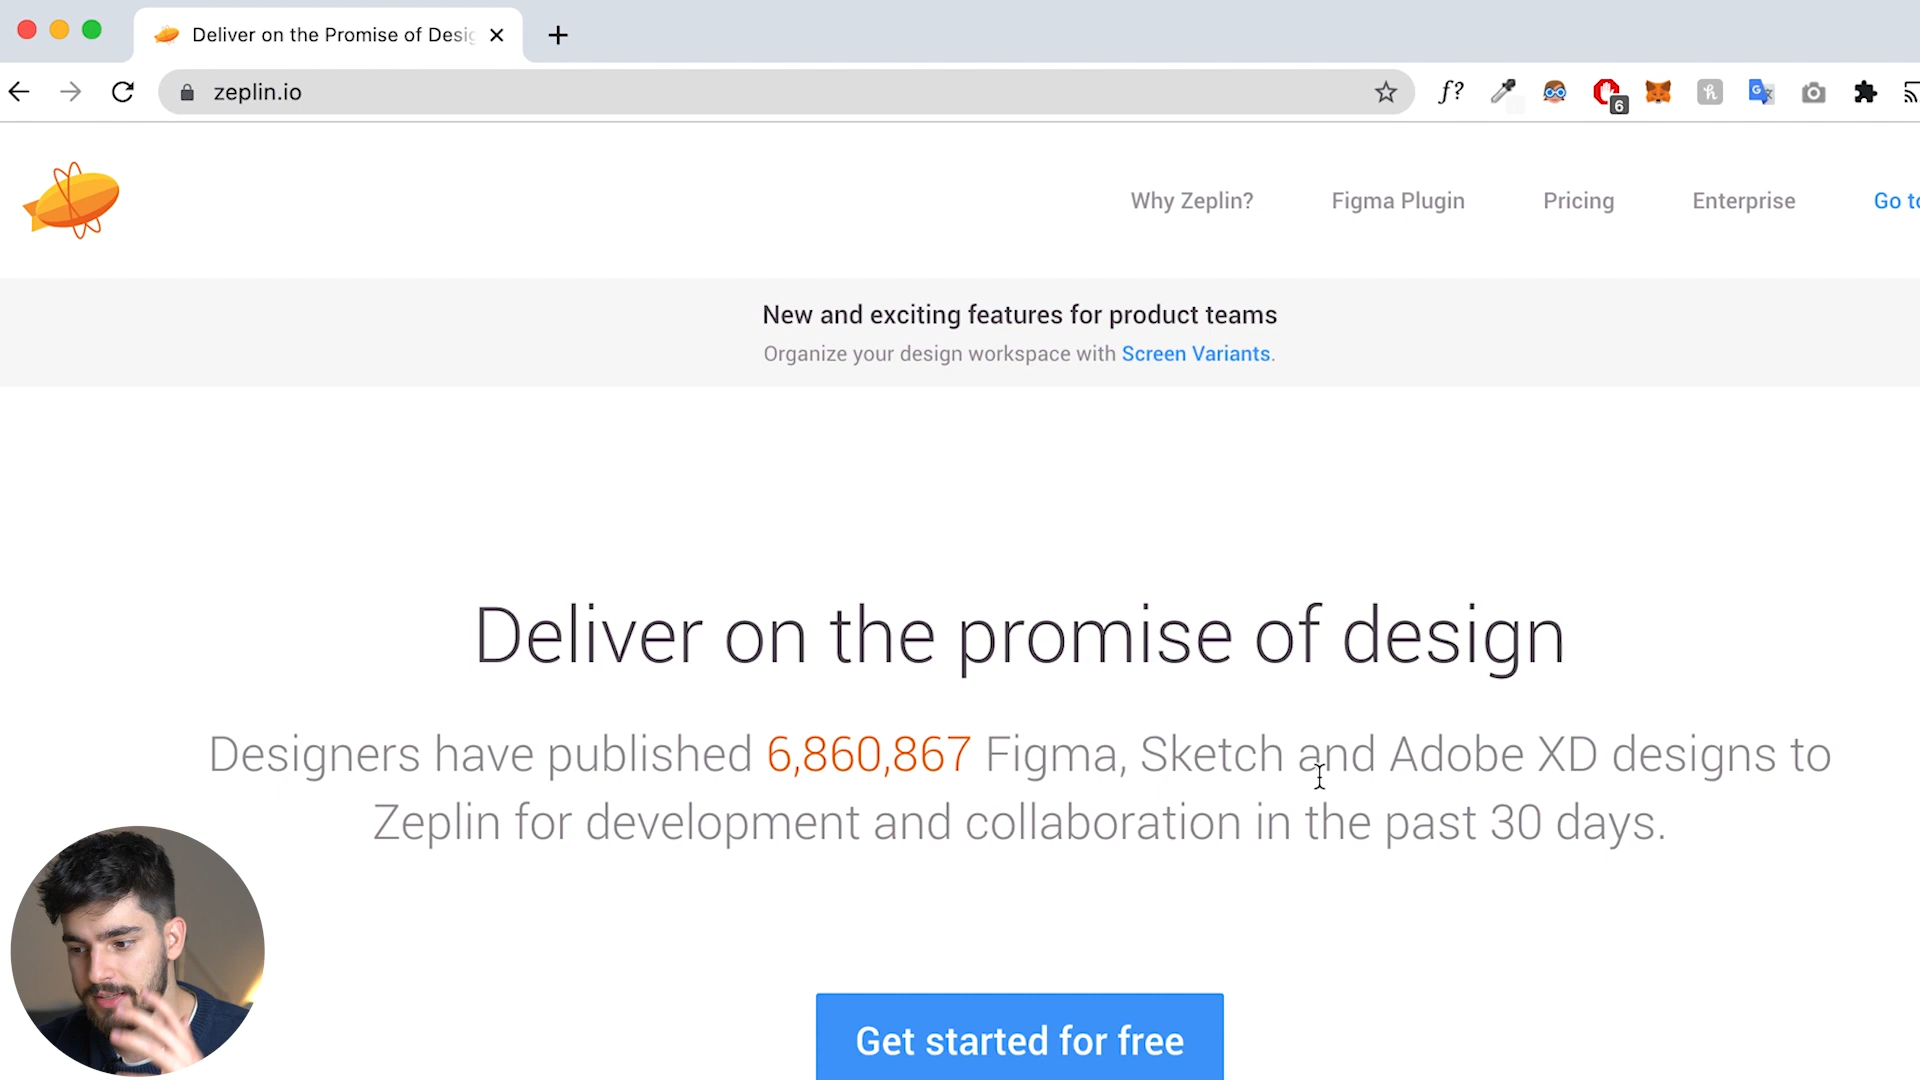 Deliver on the Promise of Desig
zeplin.io
f?
6
Why Zeplin? Figma Plugin Pricing Enterprise Go to
New and exciting features for product teams
Organize your design workspace with Screen Variants.
Deliver on the promise of design
Designers have published 6,860,867 Figma, Sketch and Adobe XD designs to
Zeplin for development and collaboration in the past 30 days.
Get started for free